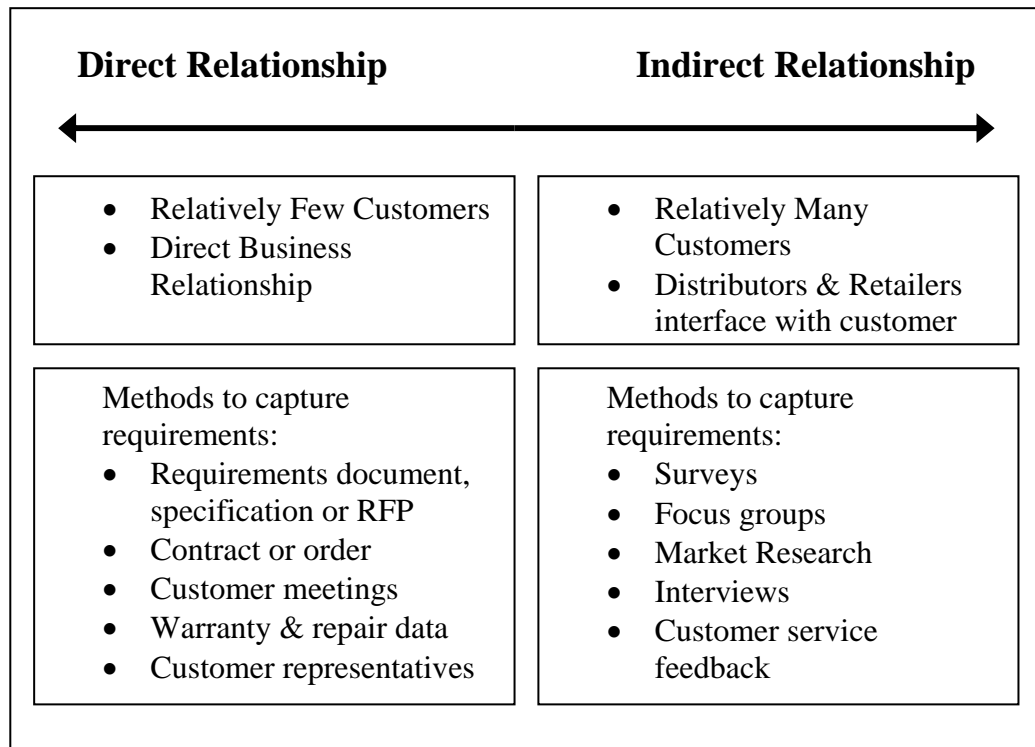 Direct Relationship
Indirect Relationship
• Relatively Few Customers
• Direct Business
Relationship
• Relatively Many
Customers
• Distributors & Retailers
interface with customer
Methods to capture
requirements:
• Requirements document,
specification or RFP
• Contract or order
• Customer meetings
• Warranty & repair data
• Customer representatives
Methods to capture
requirements:
• Surveys
• Focus groups
• Market Research
• Interviews
• Customer service
feedback